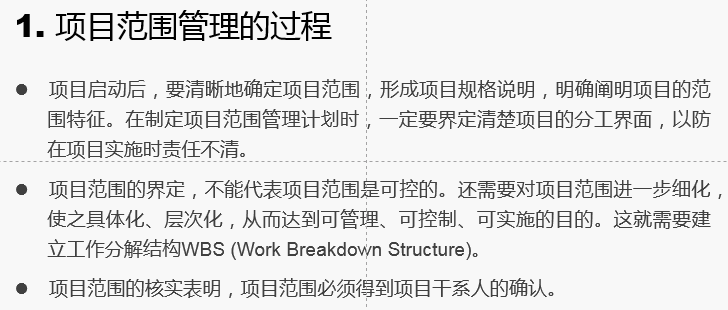 1. 项目范围管理的过程
● 项目启动后，要清晰地确定项目范围，形成项目规格说明，明确阐明项目的范
围特征。在制定项目范围管理计划时，一定要界定清楚项目的分工界面，以防
在项目实施时责任不清。
● 项目范围的界定，不能代表项目范围是可控的。还需要对项目范围进一步细化，
使之具体化、层次化，从而达到可管理、可控制、可实施的目的。这就需要建
立工作分解结构WBS (Work Breakdown Structure)。
● 项目范围的核实表明，项目范围必须得到项目干系人的确认。